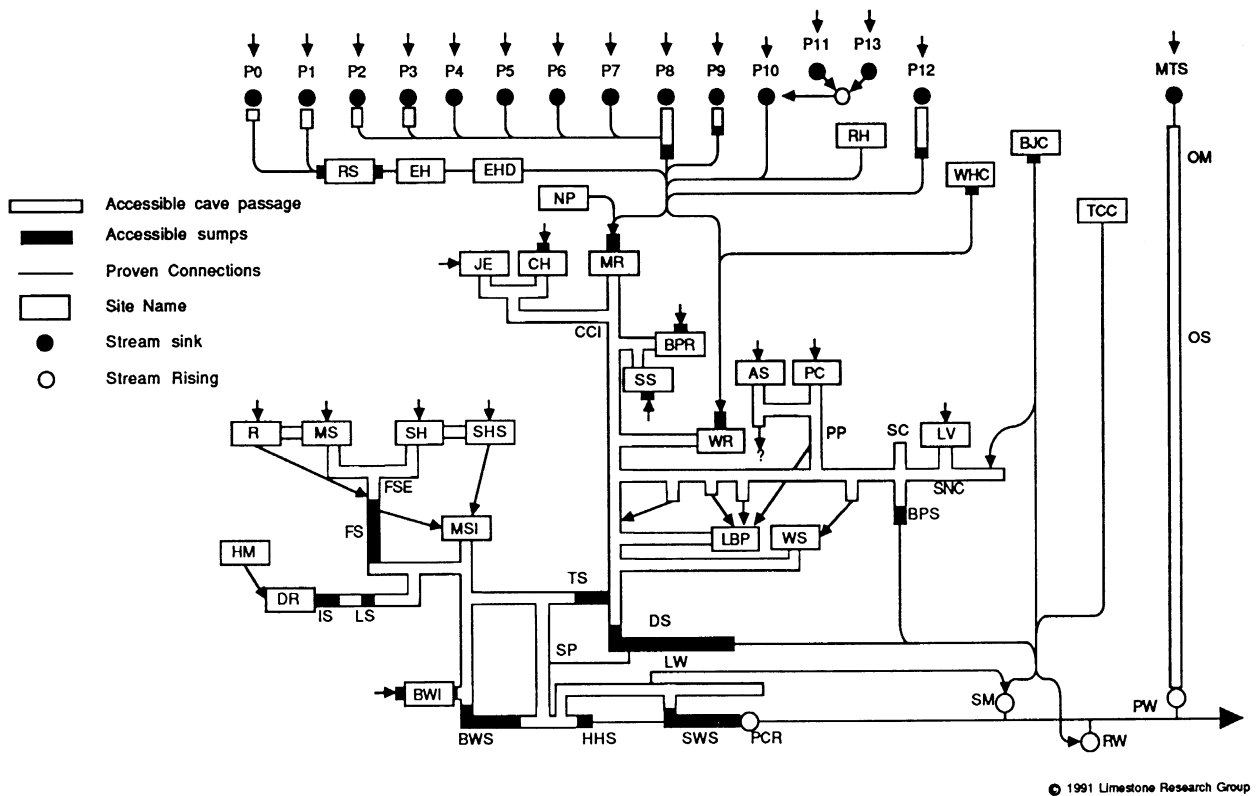 P11 P13
P0 P1 P2 P3 P4 P5 P6 P7 P8 P9 P10 P12 MTS
RH BJC
OM
RS EH EHD WHC
NP TCC
Accessible cave passage
Accessible sumps
Proven Connections
Site Name
Stream sink
Stream Rising
JE CH MR
CCI
BPR
OS
SS AS PC
R MS SH SHS WR PP SC LV
?
FSE SNC
BPS
FS MSI LBP WS
HM
TS
DR
IS LS
DS
SP LW
BWI SM PW
BWS HHS SWS PCR RW
© 1991 Limestone Research Group